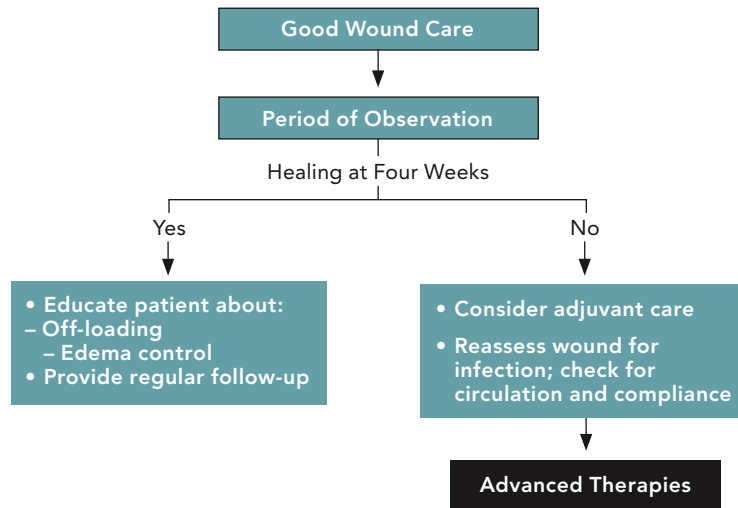 Good Wound Care
Period of Observation
Healing at Four Weeks
Yes
No
• Educate patient about:
– Off-loading
– Edema control
• Provide regular follow-up
• Consider adjuvant care
• Reassess wound for
infection; check for
circulation and compliance
Advanced Therapies